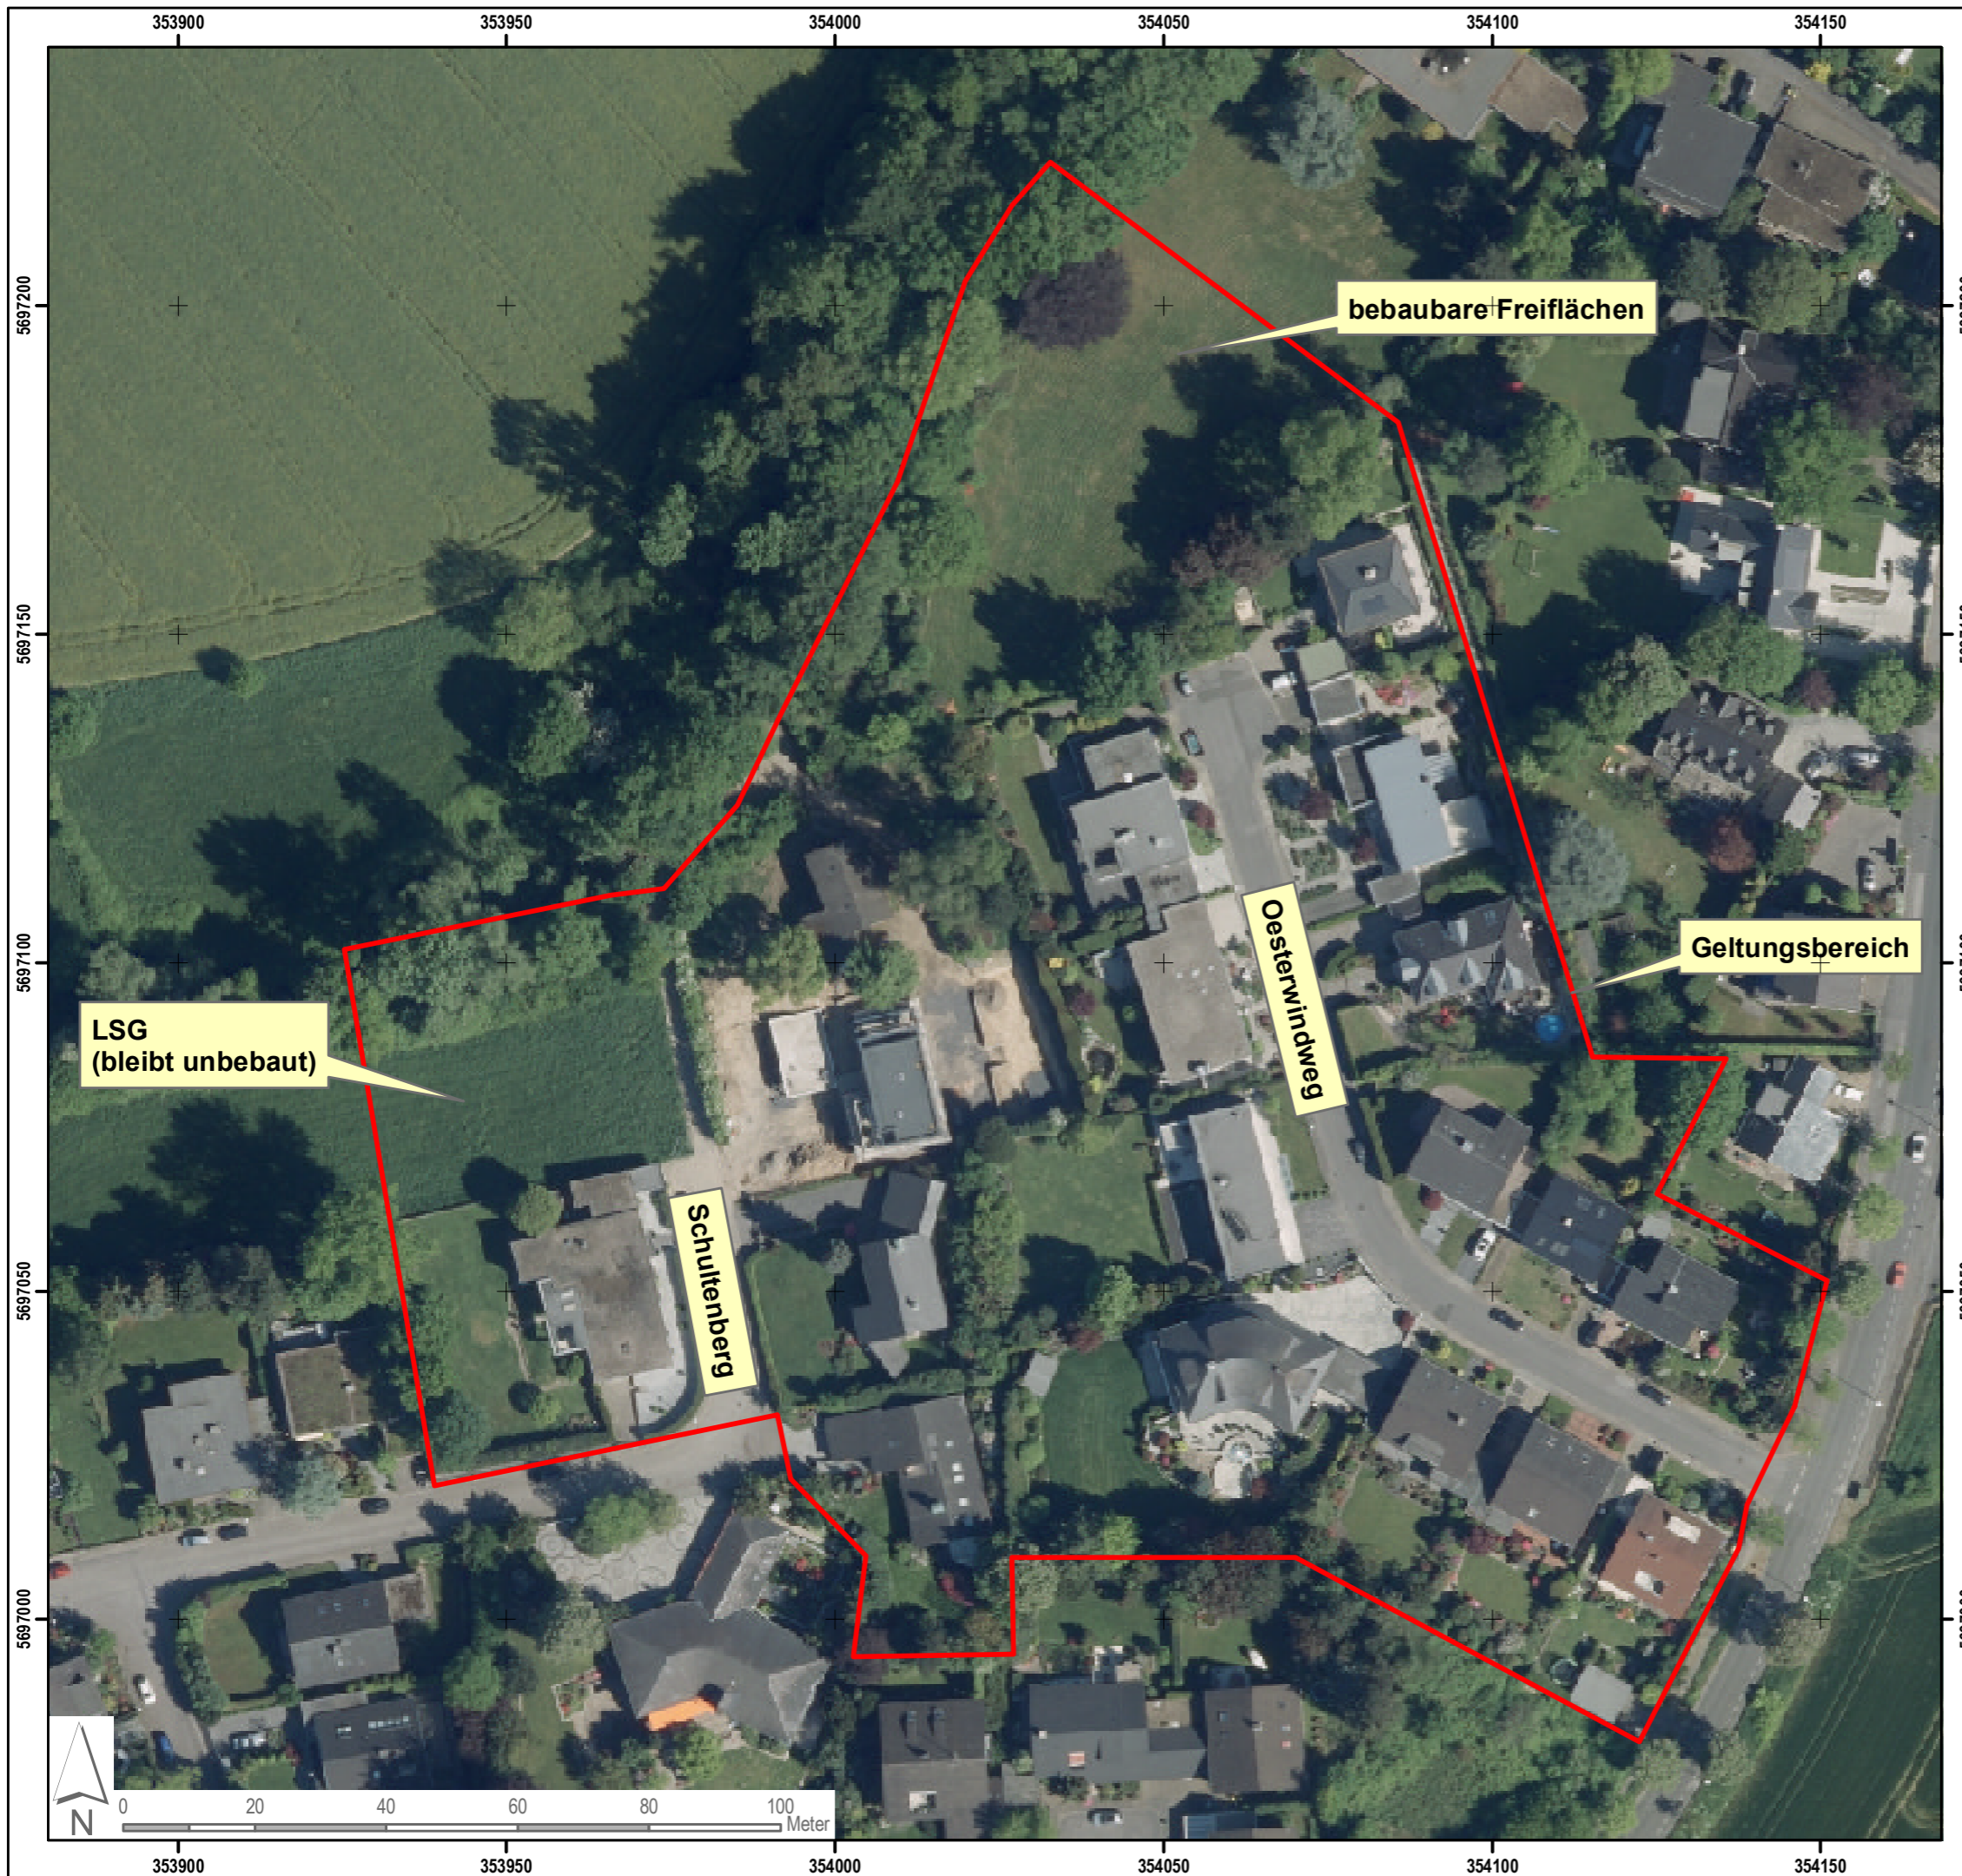 353900 353950 354000 354050 354100 354150
5697200
bebaubare Freiflächen
5697150
5697100
Geltungsbereich
LSG
(bleibt unbebaut)
Oesterwindweg
Schultenberg
5697050
5697000
N
0 20 40 60 80 100
Meter
353900 353950 354000 354050 354100 354150